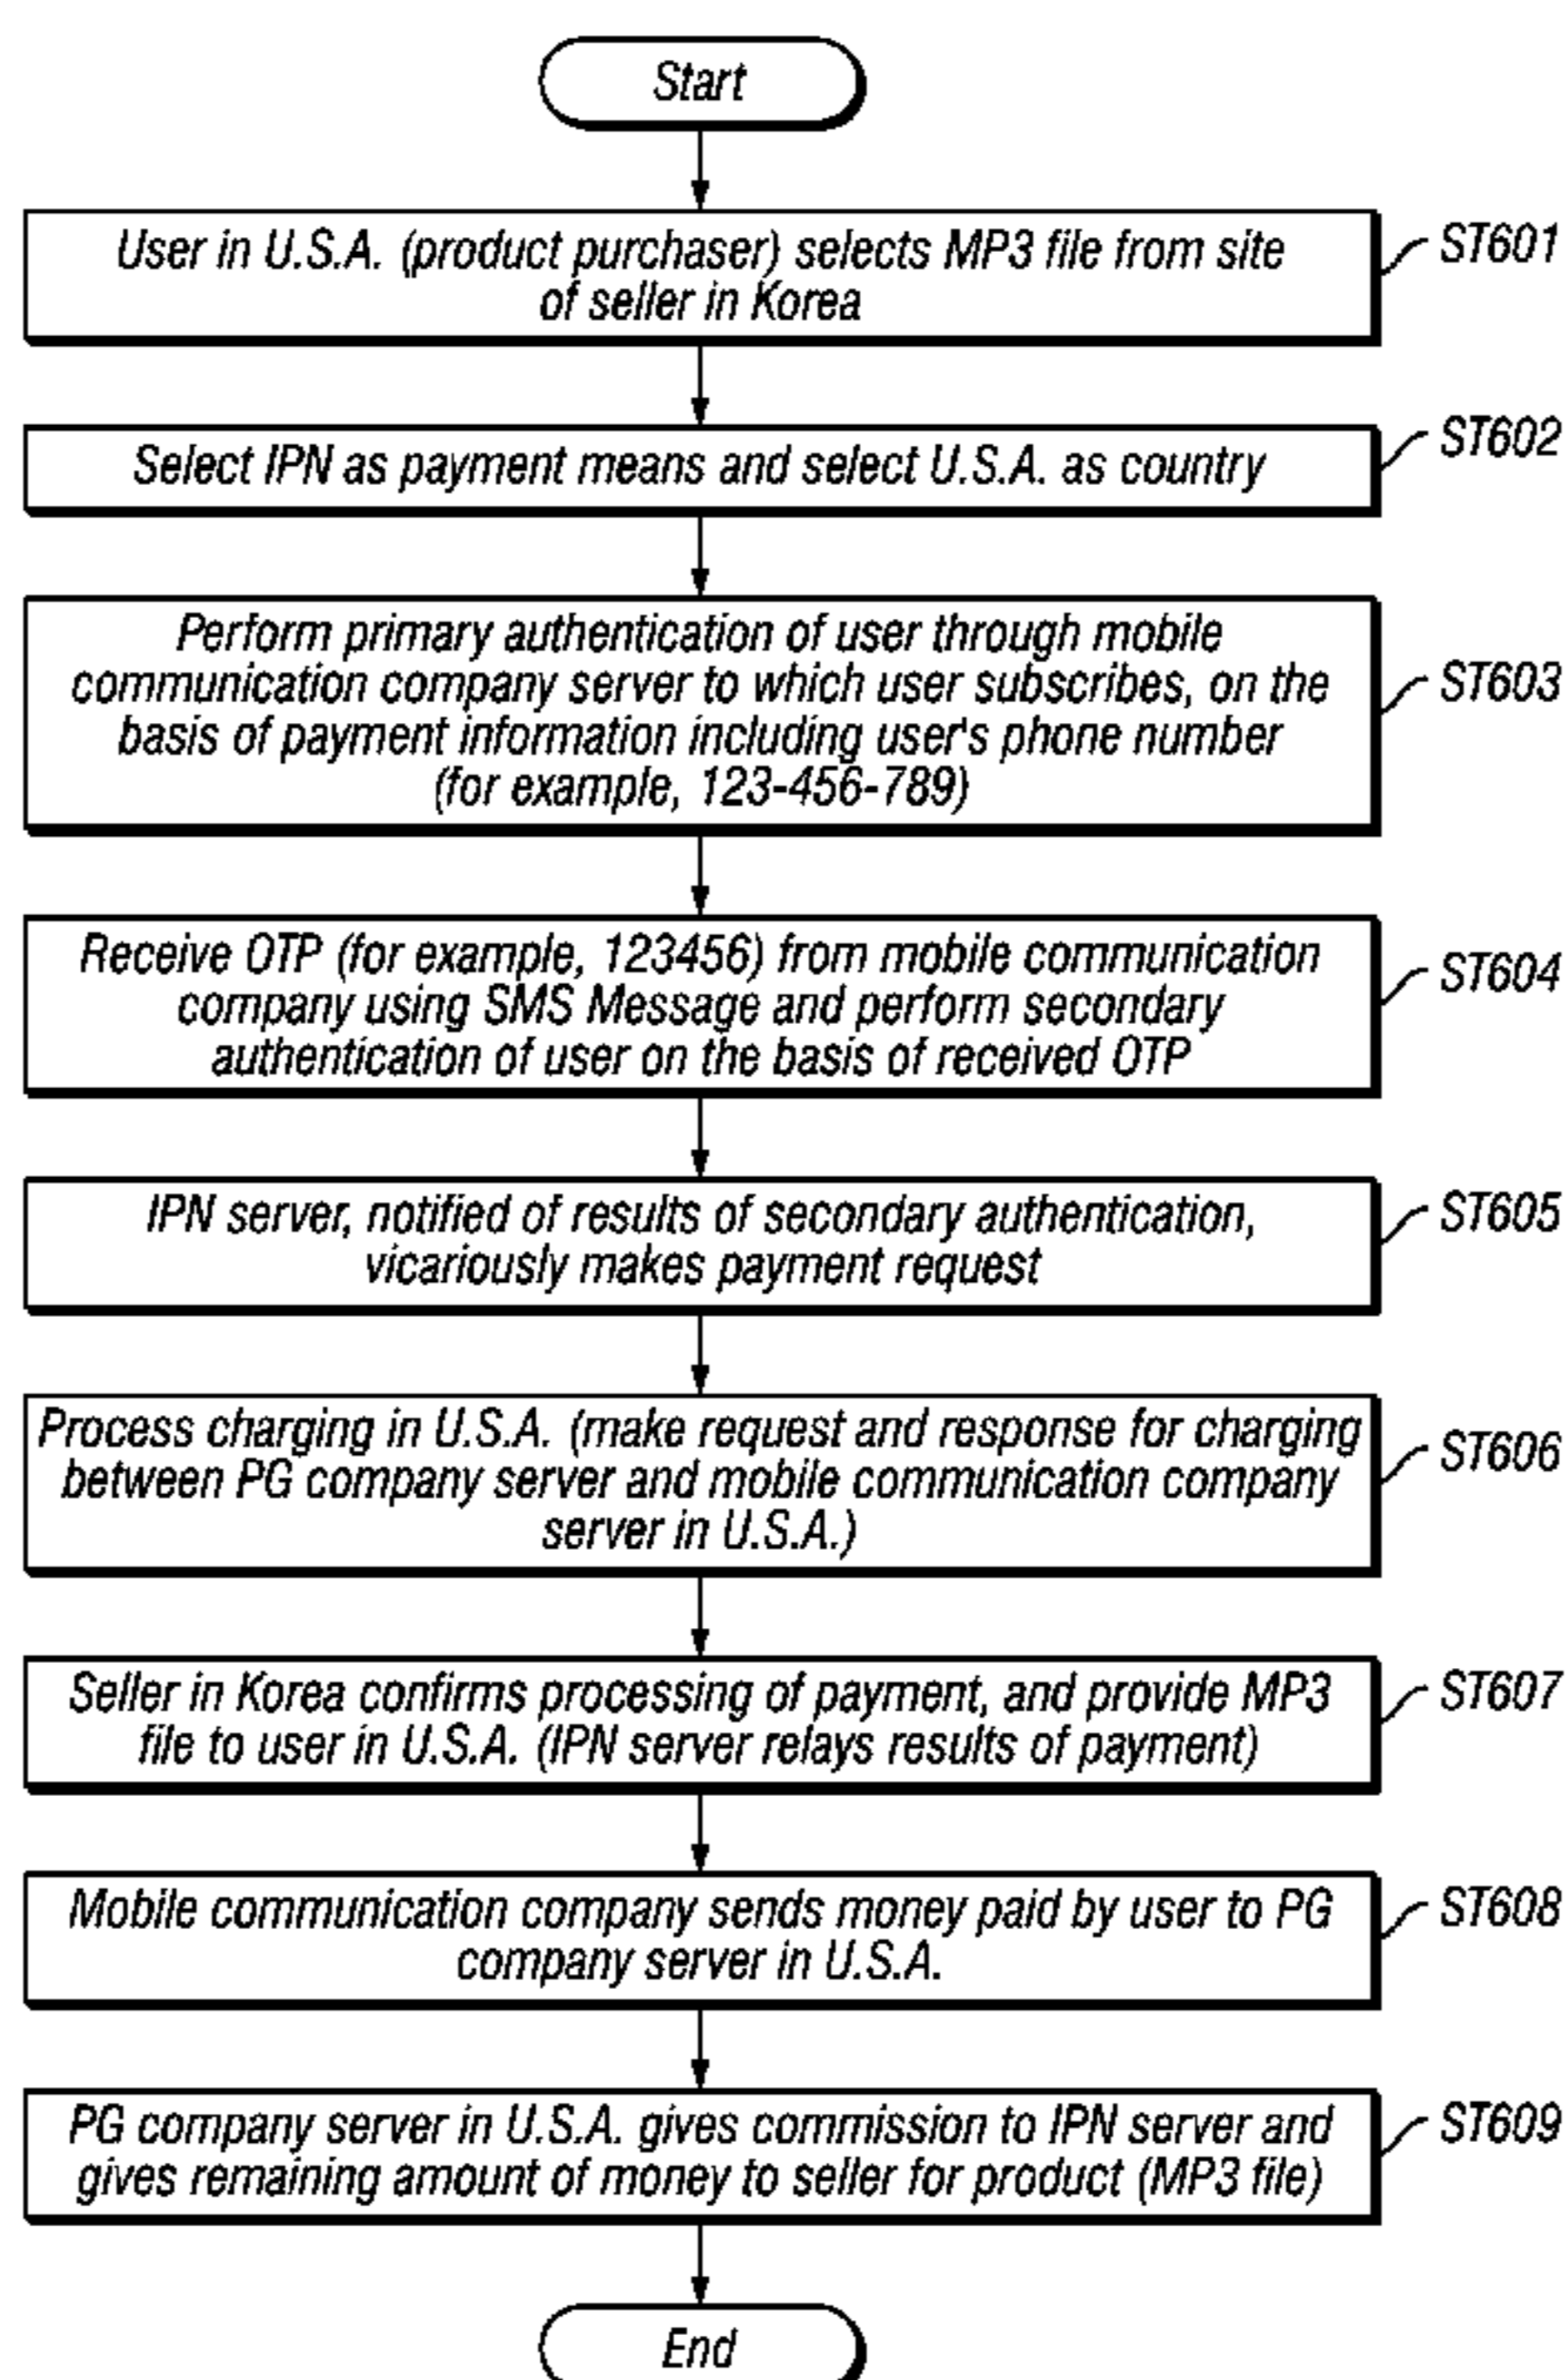 Start
User in U.S.A. (product purchaser) selects MP3 file from site
of seller in Korea
ST601
Select IPN as payment means and select U.S.A. as country
ST602
Perform primary authentication of user through mobile
communication company server to which user subscribes, on the
basis of payment information including user's phone number
(for example, 123-456-789)
ST603
Receive OTP (for example, 123456) from mobile communication
company using SMS Message and perform secondary
authentication of user on the basis of received OTP
ST604
IPN server, notified of results of secondary authentication,
vicariously makes payment request
ST605
Process charging in U.S.A. (make request and response for charging
between PG company server and mobile communication company
server in U.S.A.)
ST606
Seller in Korea confirms processing of payment, and provide MP3
file to user in U.S.A. (IPN server relays results of payment)
ST607
Mobile communication company sends money paid by user to PG
company server in U.S.A.
ST608
PG company server in U.S.A. gives commission to IPN server and
gives remaining amount of money to seller for product (MP3 file)
ST609
End